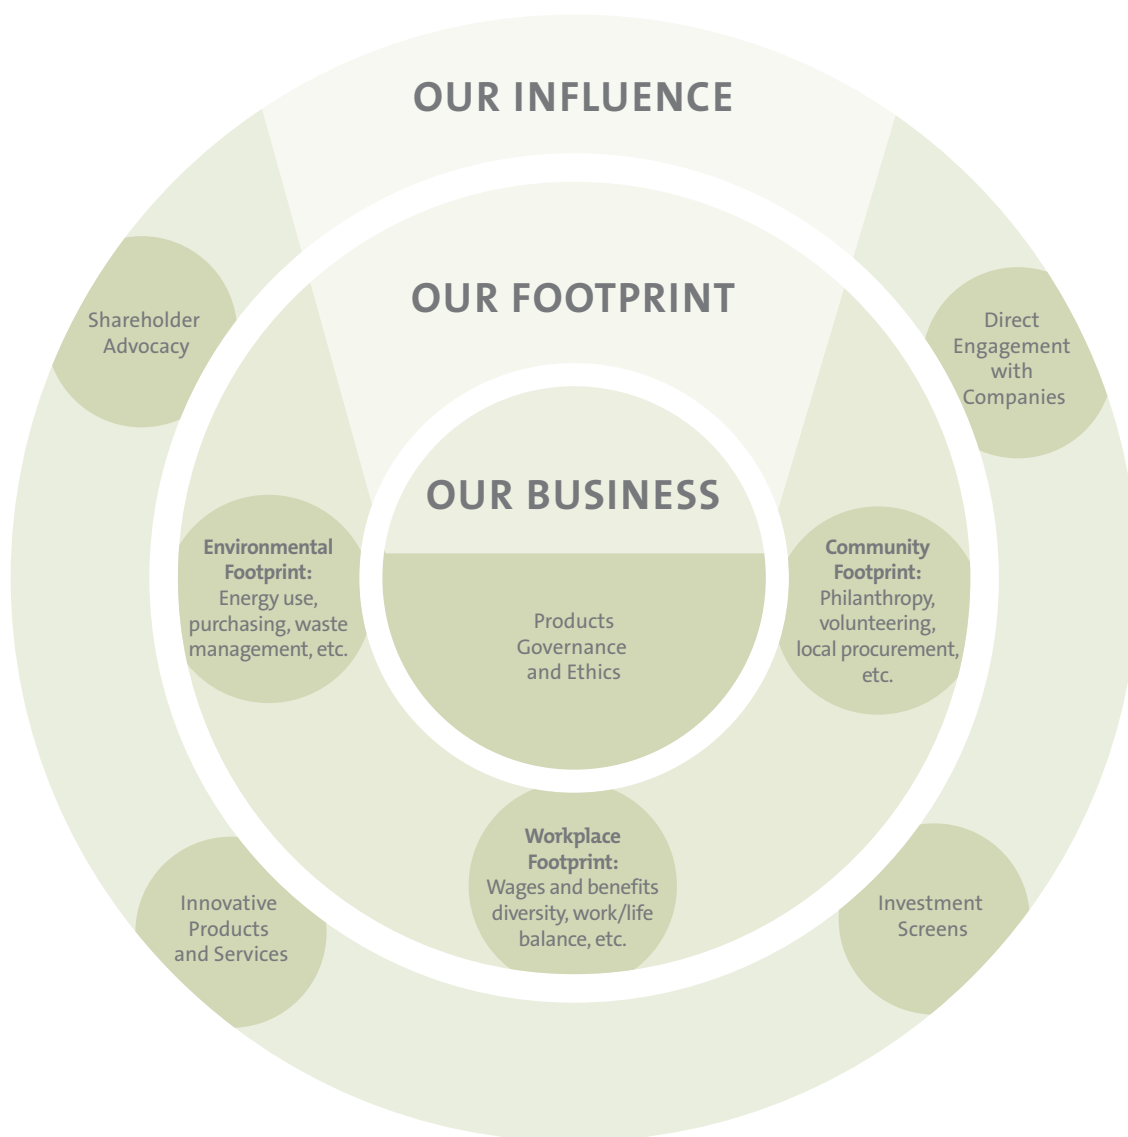 OUR INFLUENCE
OUR FOOTPRINT
OUR BUSINESS
Products
Governance
and Ethics
Shareholder
Advocacy
Direct
Engagement
with
Companies
Environmental
Footprint:
Energy use,
purchasing, waste
management, etc.
Community
Footprint:
Philanthropy,
volunteering,
local procurement,
etc.
Workplace
Footprint:
Wages and benefits
diversity, work/life
balance, etc.
Innovative
Products
and Services
Investment
Screens